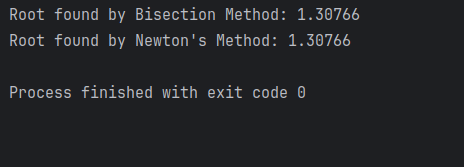 Root found by Bisection Method: 1.30766
Root found by Newton's Method: 1.30766
Process finished with exit code 0